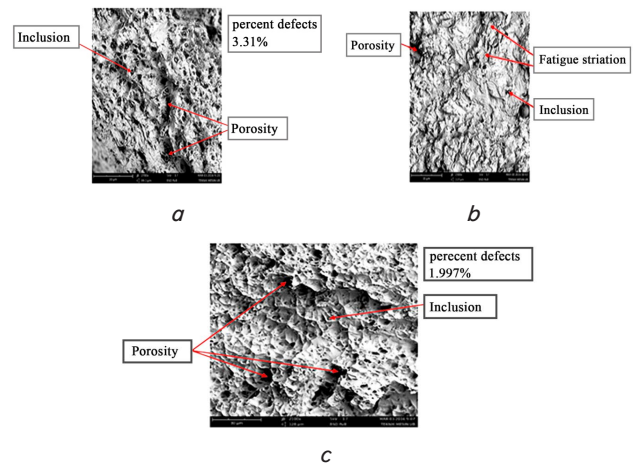 percent defects
3.31%
Inclusion
Porosity
a
Porosity
Fatigue striation
Inclusion
b
perecent defects
1.997%
Inclusion
Porosity
c